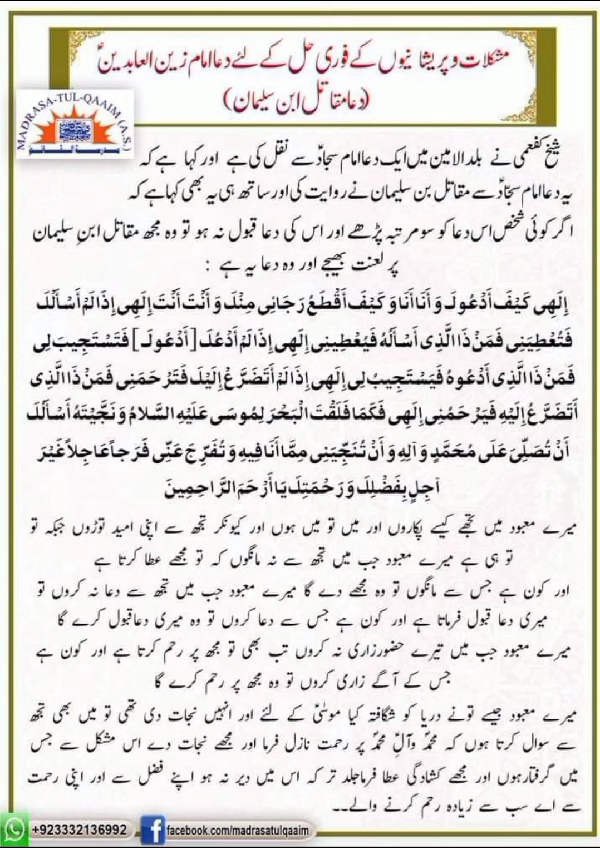 مشکلات و پریشانیوں کے فوری حل کے لئے دعا امام زین العابدینؑ
(دعا مقاتل ابن سلیمان)
MADRASA-TUL-QAAIM (A.S.)
مدرسۃ القائم
شیخ کفعمی نے بلد الامین میں ایک دعا امام سجادؑ سے نقل کی ہے اور کہا ہے کہ
یہ دعا امام سجادؑ سے مقاتل بن سلیمان نے روایت کی اور ساتھ ہی یہ بھی کہا ہے کہ
اگر کوئی شخص اس دعا کو سو مرتبہ پڑھے اور اس کی دعا قبول نہ ہو تو وہ مجھ مقاتل ابنِ سلیمان
پر لعنت بھیجے اور وہ دعا یہ ہے :
اِلٰهِی کَیْفَ اَدْعُوکَ وَ اَنَا اَنَا وَ کَیْفَ اَقْطَعُ رَجَائِی مِنْكَ وَ اَنْتَ اَنْتَ اِلٰهِی اِذَا لَمْ اَسْاَلْكَ
فَتُعْطِیَنِی فَمَنْ ذَا الَّذِی اَسْاَلُهُ فَیُعْطِینِی اِلٰهِی اِذَا لَمْ اَدْعُكَ [اَدْعُوكَ] فَتَسْتَجِیبَ لِی
فَمَنْ ذَا الَّذِی اَدْعُوهُ فَیَسْتَجِیبُ لِی اِلٰهِی اِذَا لَمْ اَتَضَرَّعْ اِلَیْكَ فَتَرْحَمَنِی فَمَنْ ذَا الَّذِی
اَتَضَرَّعُ اِلَیْهِ فَیَرْحَمُنِی اِلٰهِی فَکَمَا فَلَقْتَ الْبَحْرَ لِمُوسَی عَلَیْهِ السَّلَامُ وَ نَجَّیْتَهُ اَسْاَلُكَ
اَنْ تُصَلِّیَ عَلَی مُحَمَّدٍ وَ آلِهِ وَ اَنْ تُنَجِّیَنِی مِمَّا اَنَا فِیهِ وَ تُفَرِّجَ عَنِّی فَرَجاً عَاجِلاً غَیْرَ
آجِلٍ بِفَضْلِكَ وَ رَحْمَتِكَ یَا اَرْحَمَ الرَّاحِمِینَ
میرے معبود میں تجھے کیسے پکاروں اور میں تو میں ہوں اور کیونکر تجھ سے اپنی امید توڑوں جبکہ تو
تو ہی ہے میرے معبود جب میں تجھ سے نہ مانگوں کہ تو مجھے عطا کرتا ہے
اور کون ہے جس سے مانگوں تو وہ مجھے دے گا میرے معبود جب میں تجھ سے دعا نہ کروں تو
میری دعا قبول فرماتا ہے اور کون ہے جس سے دعا کروں تو وہ میری دعا قبول کرے گا
میرے معبود جب میں تیرے حضور زاری نہ کروں تب بھی تو مجھ پر رحم کرتا ہے اور کون ہے
جس کے آگے زاری کروں تو وہ مجھ پر رحم کرے گا
میرے معبود جیسے تونے دریا کو شگافتہ کیا موسیٰؑ کے لئے اور انہیں نجات دی تھی تو میں بھی تجھ
سے سوال کرتا ہوں کہ محمدؐ و آلِ محمدؐ پر رحمت نازل فرما اور مجھے نجات دے اس مشکل سے جس
میں گرفتار ہوں اور مجھے کشادگی عطا فرما جلد تر کہ اس میں دیر نہ ہو اپنے فضل سے اور اپنی رحمت
سے اے سب سے زیادہ رحم کرنے والے۔۔
+923332136992 facebook.com/madrasatulqaaim